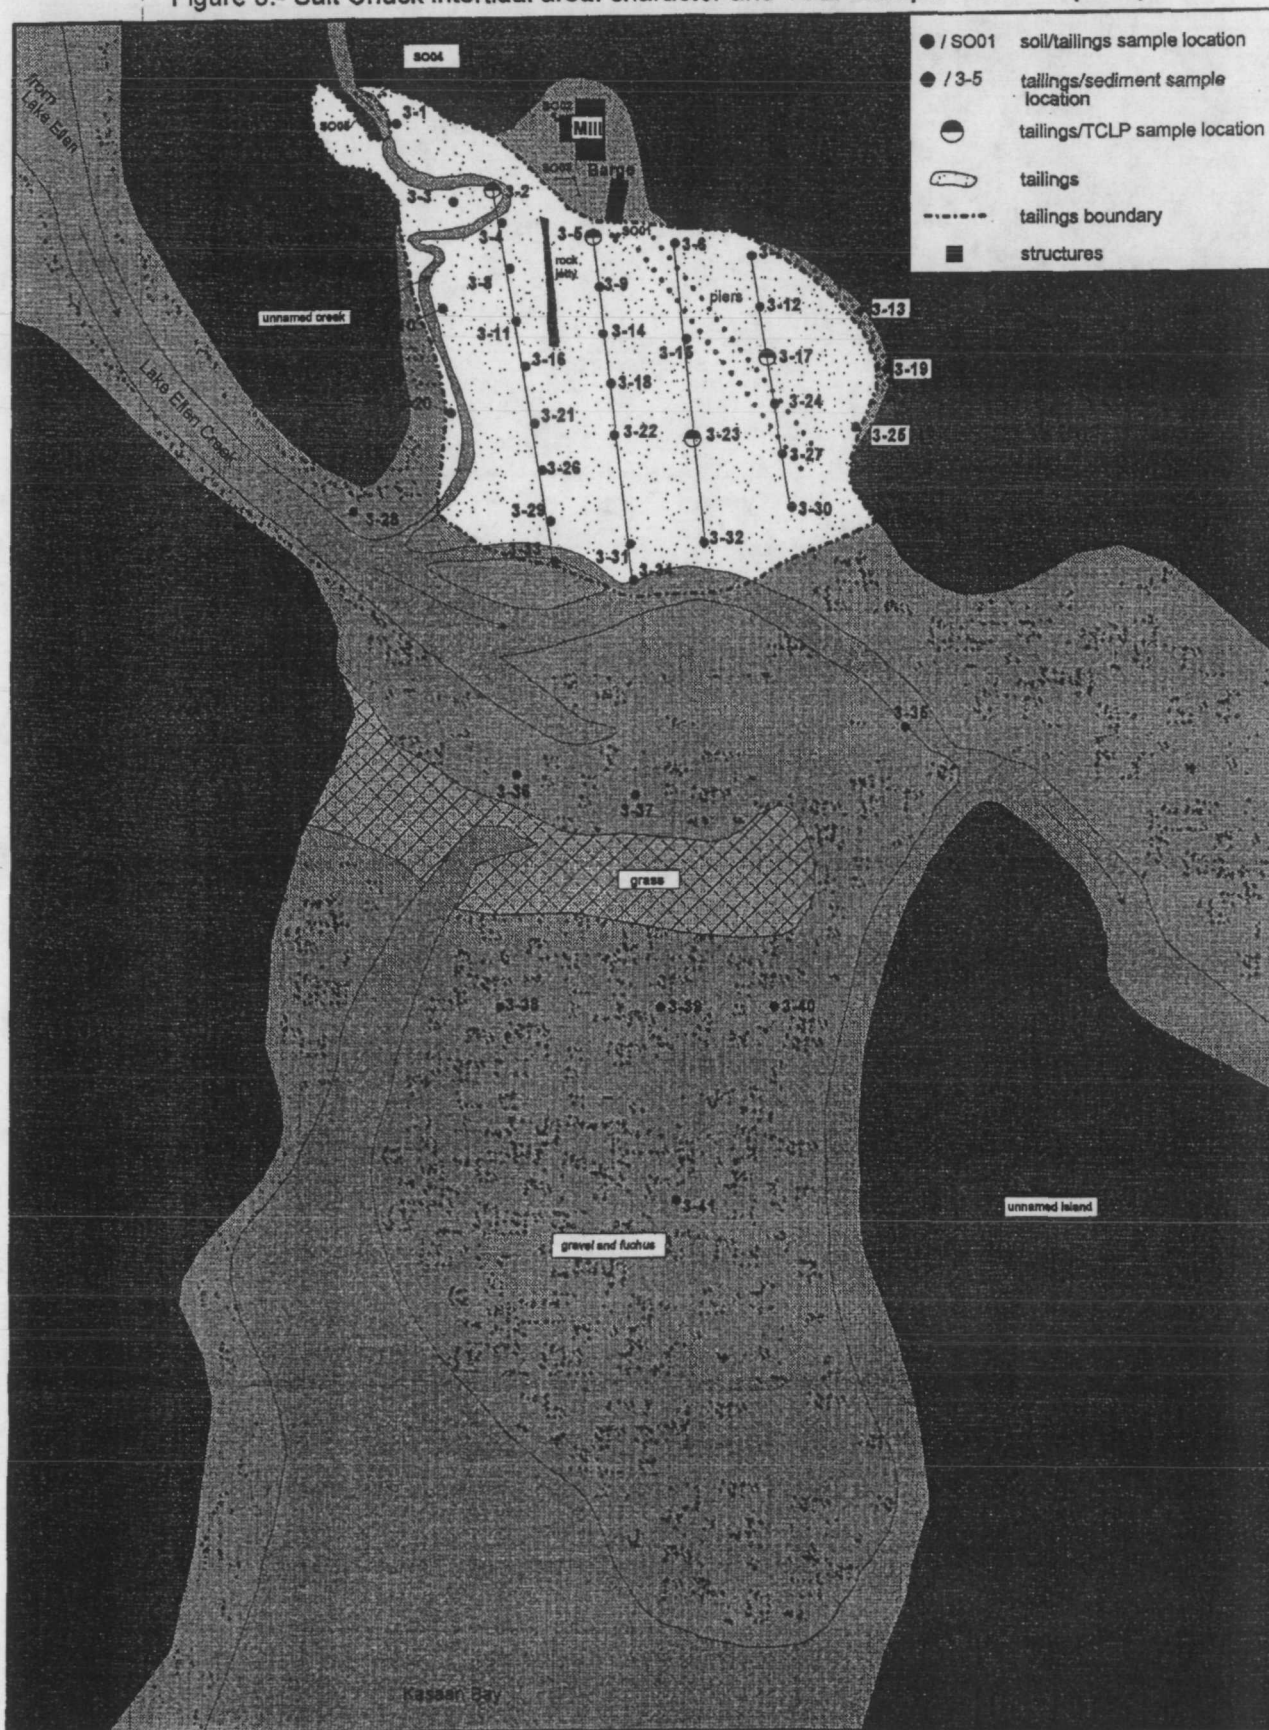 Salt Chuck intertidal area: character and
/ SO01 soil/tailings sample location
/ 3-5 tailings/sediment sample
location
tailings/TCLP sample location
tailings
tailings boundary
structures
SO04
from
Lake Ellen
3-1
SO02
Mill
Barge
3-3
3-2
3-4
3-5
SO01
3-6
rock
jetty
3-8
3-9
piers
3-12
3-13
unnamed creek
3-11
3-14
3-15
3-17
3-16
3-19
Lake Ellen Creek
3-18
3-24
3-21
3-22
3-23
3-25
3-26
3-27
3-28
3-29
3-30
3-31
3-32
3-33
3-34
3-35
3-36
3-37
grass
3-38
3-39
3-40
3-41
unnamed island
gravel and fuchus
Kasaan Bay